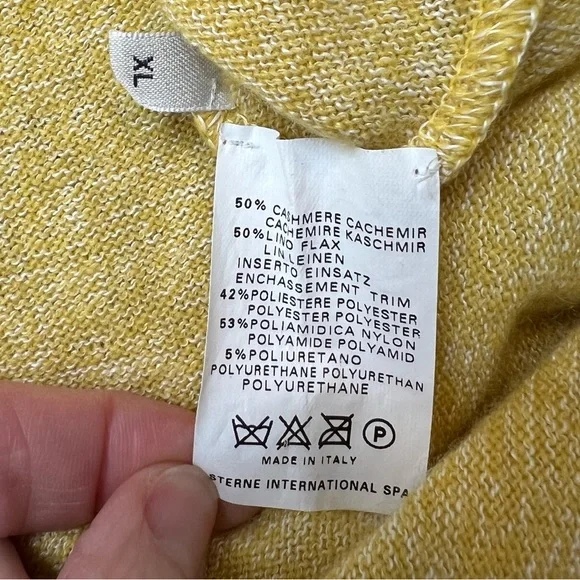 XL
50% CASHMERE CACHEMIR
CACHEMIRE KASCHMIR
50%LINO FLAX
LIN LEINEN
INSERTO EINSATZ
ENCHASSEMENT TRIM
42%POLIESTERE POLYESTER
POLYESTER POLYESTER
53%POLIAMIDICA NYLON
POLYAMIDE POLYAMID
5%POLIURETANO
POLYURETHANE POLYURETHAN
POLYURETHANE
P
MADE IN ITALY
STERNE INTERNATIONAL SPA